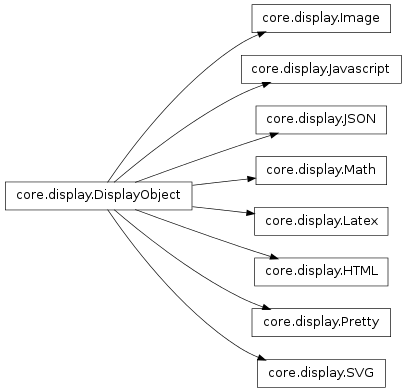 core.display.Image
core.display.Javascript
core.display.JSON
core.display.Math
core.display.DisplayObject
core.display.Latex
core.display.HTML
core.display.Pretty
core.display.SVG